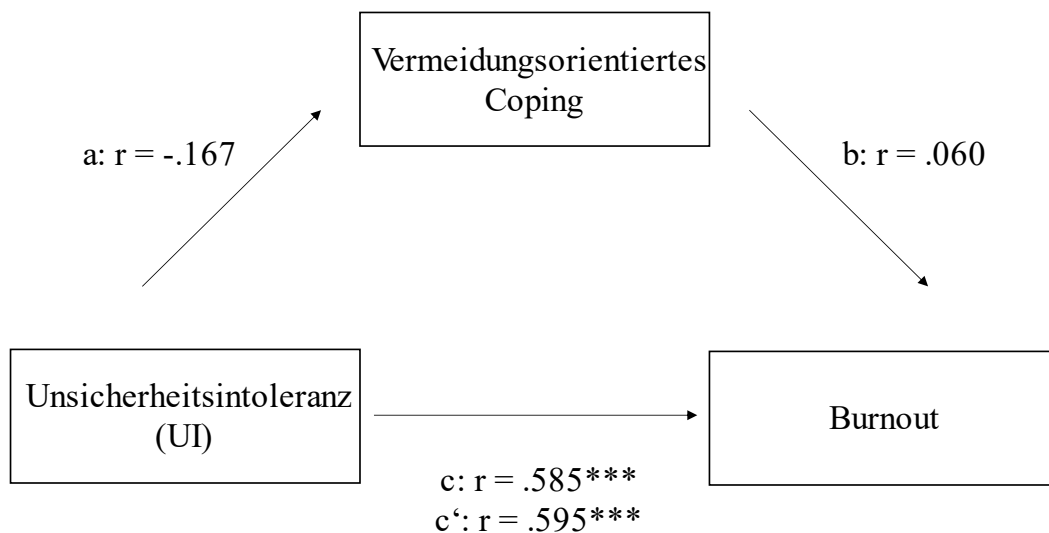 Vermeidungsorientiertes
Coping
a: r = -.167
b: r = .060
Unsicherheitsintoleranz
(UI)
Burnout
c: r = .585***
c‘: r = .595***